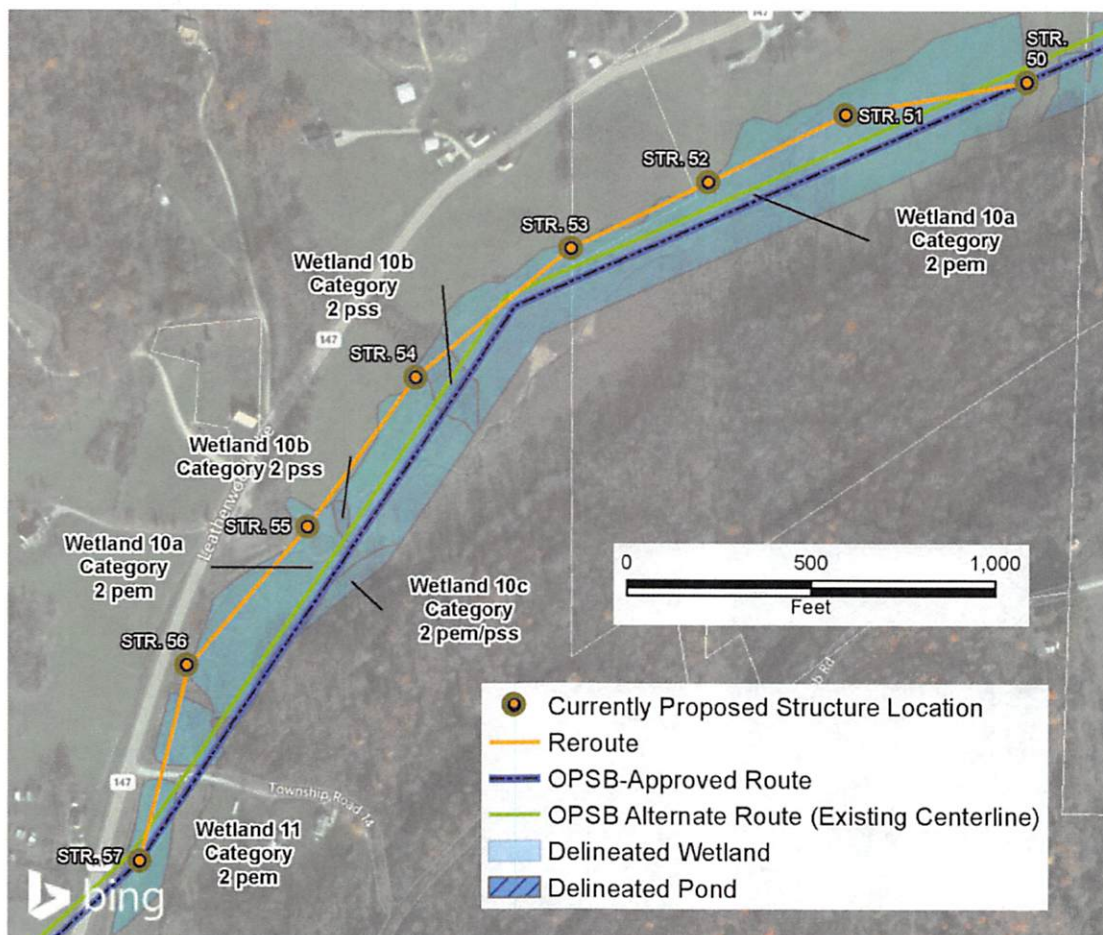 147
STR.
50
STR. 51
STR. 52
Wetland 10a
Category
2 pem
STR. 53
Wetland 10b
Category
2 pss
147
STR. 54
Wetland 10b
Category 2 pss
STR. 55
Wetland 10a
Category
2 pem
Wetland 10c
Category
2 pem/pss
0 500 1,000
Feet
STR. 56
Rd
147
Township Road 14
Wetland 11
Category
2 pem
STR. 57
bing
Currently Proposed Structure Location
Reroute
OPSB-Approved Route
OPSB Alternate Route (Existing Centerline)
Delineated Wetland
Delineated Pond